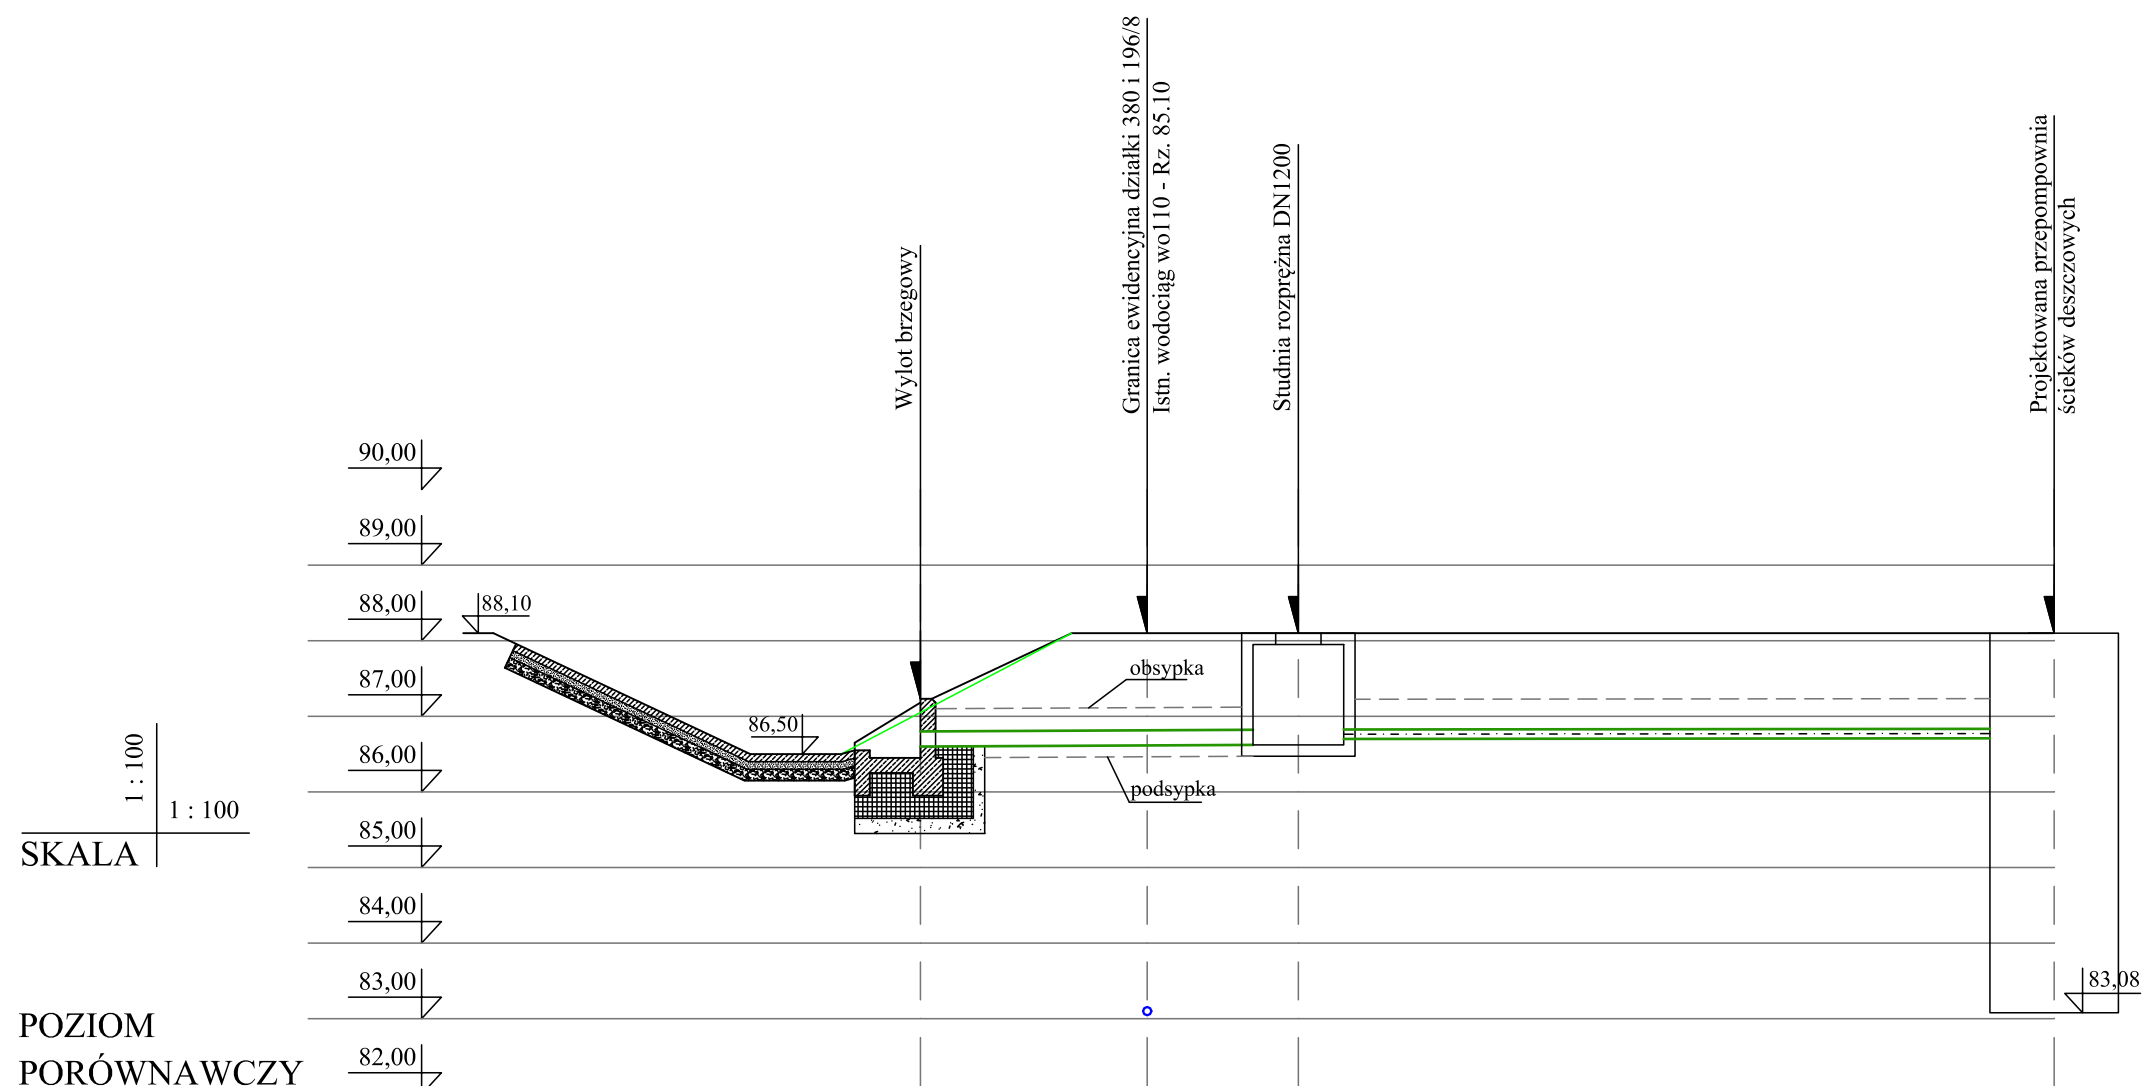 Granica ewidencyjna działki 380 i 196/8
Istn. wodociąg wo110 - Rz. 85.10
Projektowana przepompownia
ścieków deszczowych
Studnia rozprężna DN1200
Wylot brzegowy
90,00
89,00
88,00
88,10
87,00
obsypka
86,50
86,00
podsypka
1 : 100
1 : 100
SKALA
85,00
84,00
83,00
83,08
POZIOM
PORÓWNAWCZY
82,00